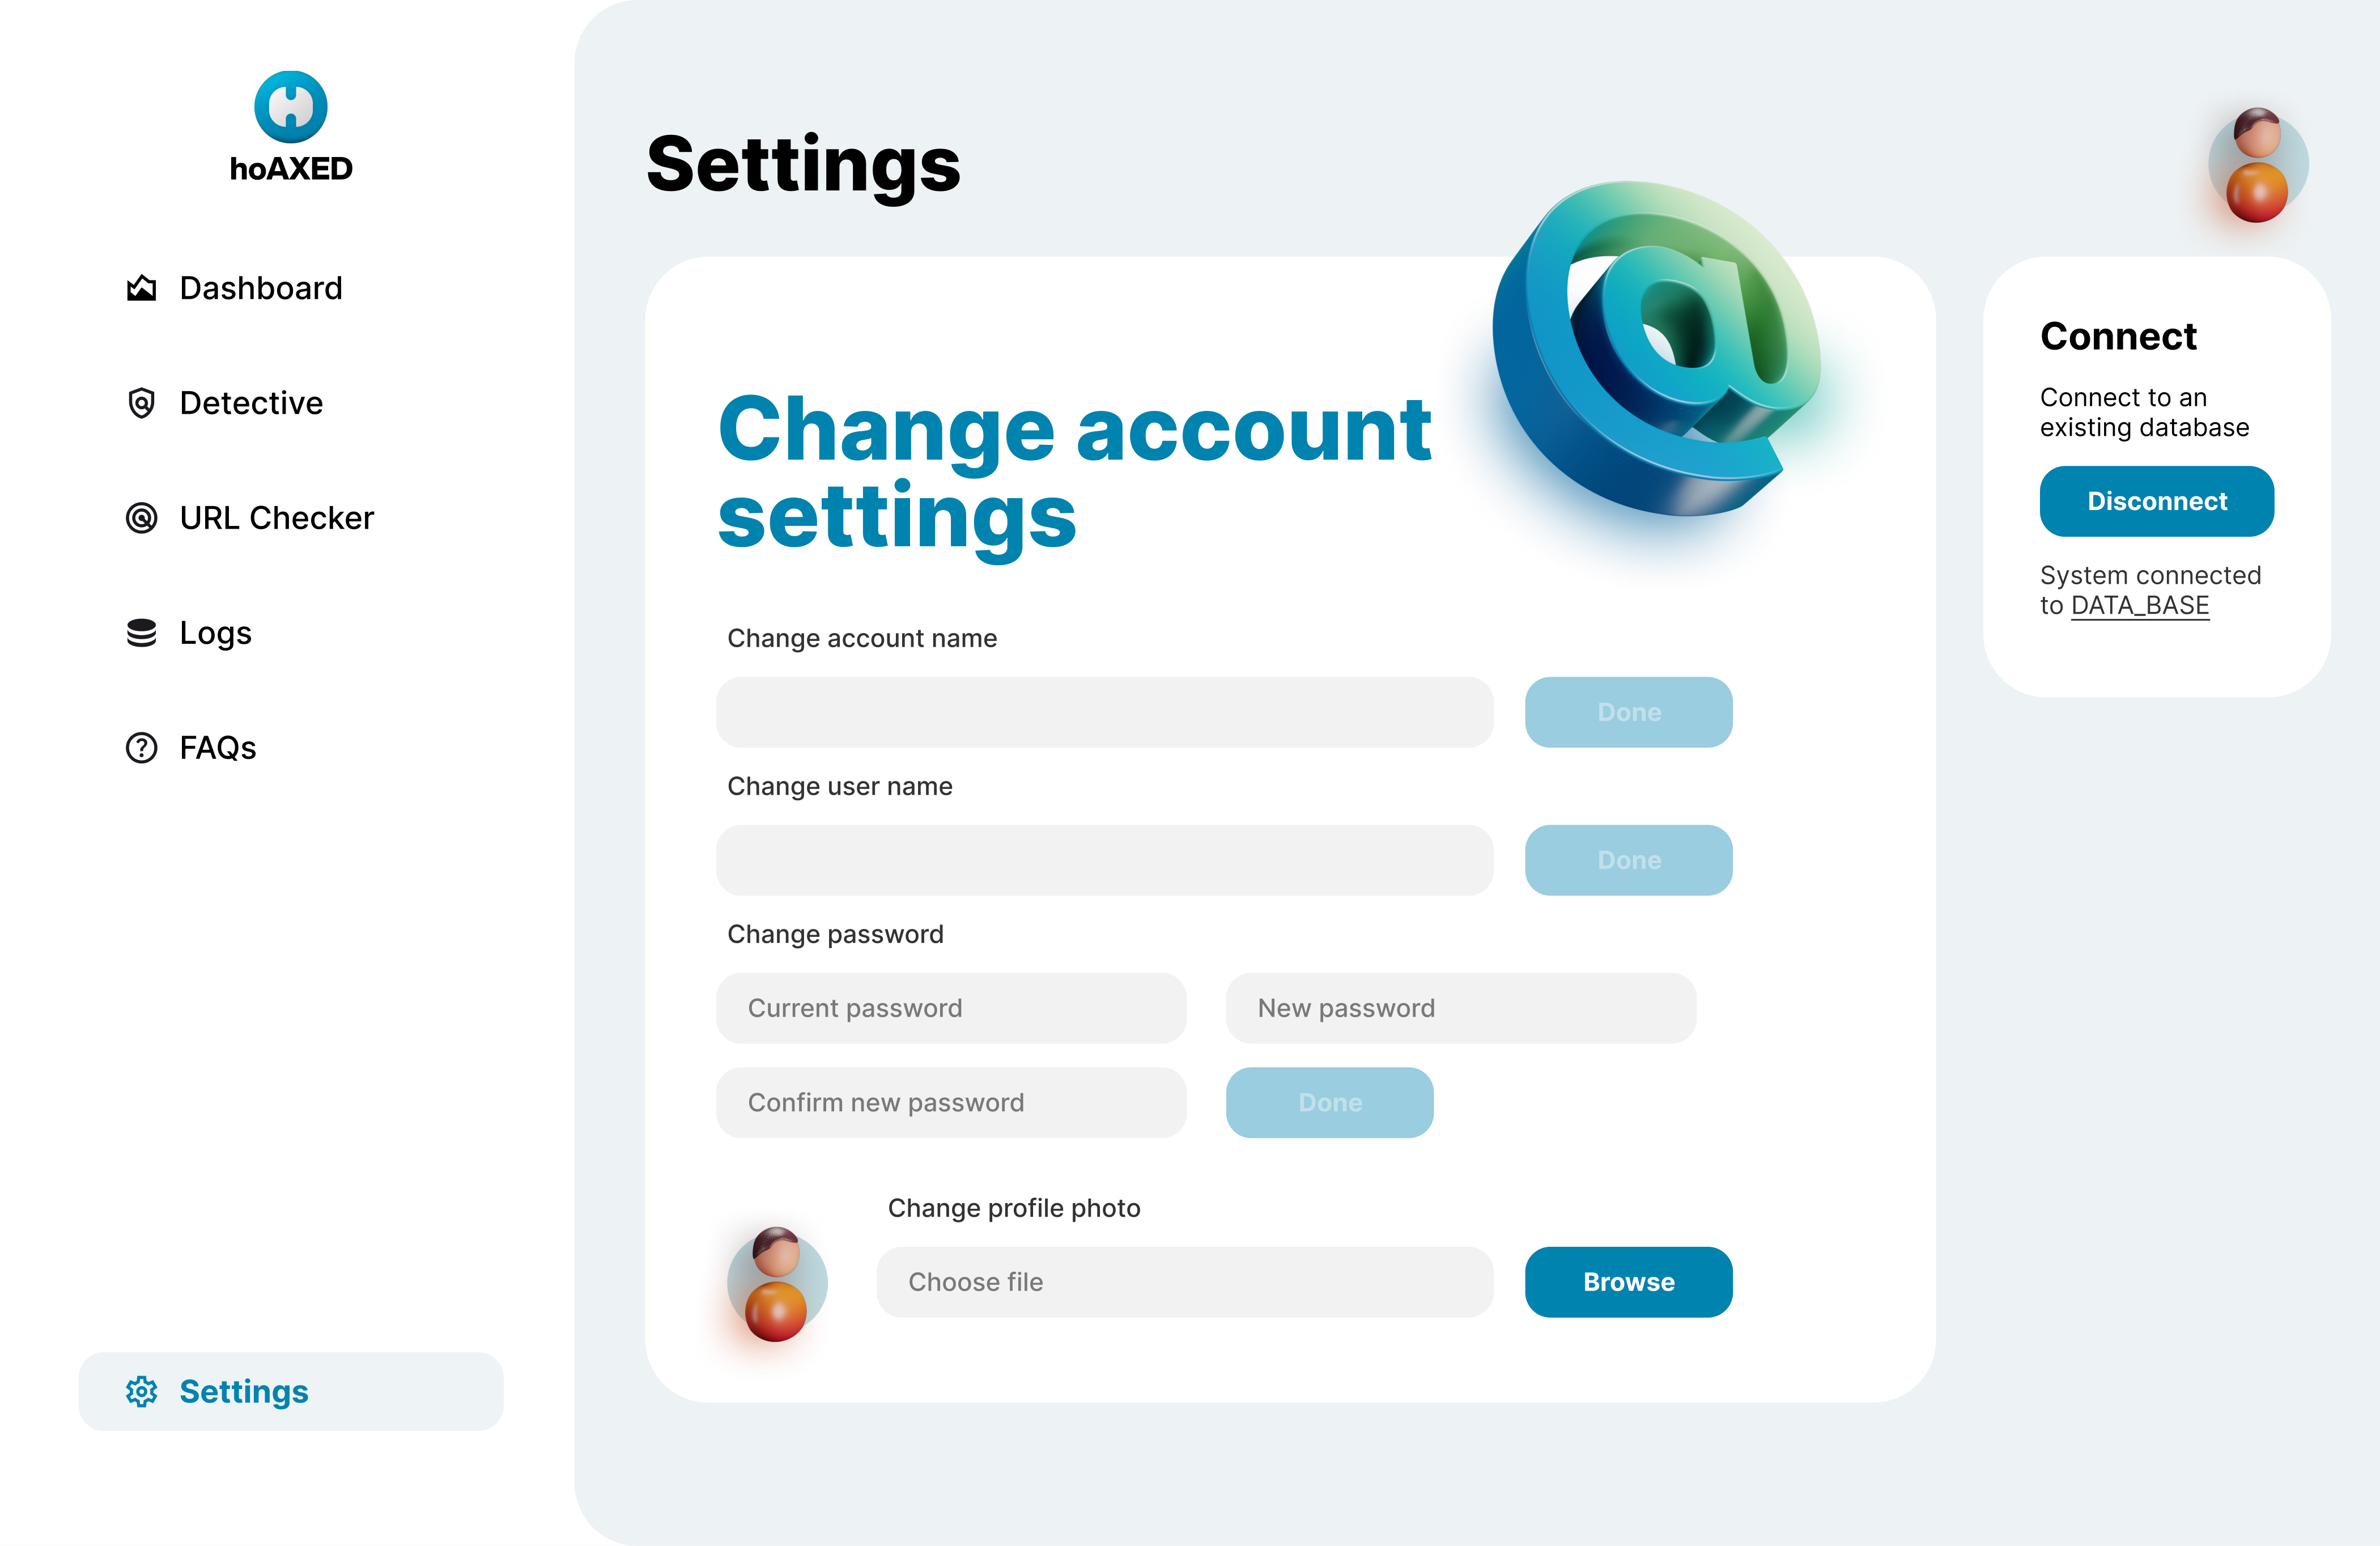 hoAXED
Dashboard
Detective
URL Checker
Logs
FAQs
Settings
Settings
Change account
settings
Change account name
Done
Change user name
Done
Change password
Current password
New password
Confirm new password
Done
Change profile photo
Choose file
Browse
Connect
Connect to an
existing database
Disconnect
System connected
to DATA_BASE